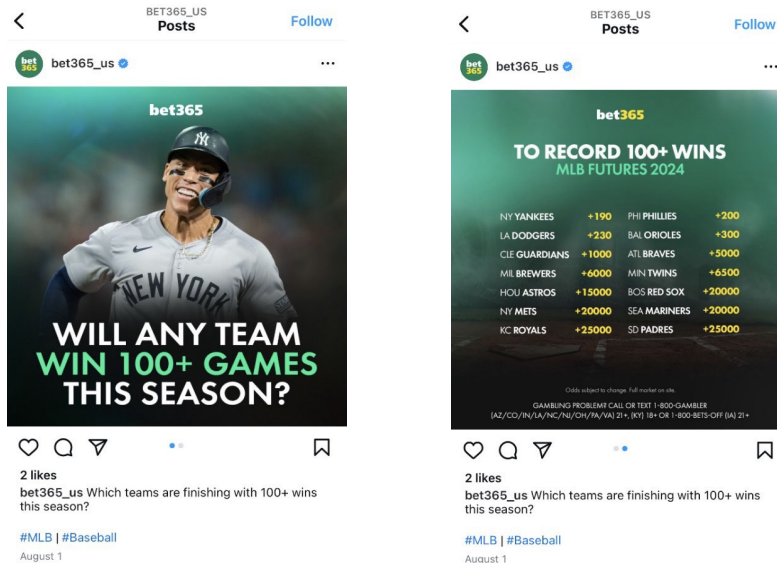 BET365_US
Posts
Follow
bet
365
bet365_us
bet365
NY
NEW YORK
WILL ANY TEAM
WIN 100+ GAMES
THIS SEASON?
2 likes
bet365_us Which teams are finishing with 100+ wins
this season?
#MLB | #Baseball
August 1
BET365_US
Posts
Follow
bet
365
bet365_us
bet365
TO RECORD 100+ WINS
MLB FUTURES 2024
NY YANKEES +190 PHI PHILLIES +200
LA DODGERS +230 BAL ORIOLES +300
CLE GUARDIANS +1000 ATL BRAVES +5000
MIL BREWERS +6000 MIN TWINS +6500
HOU ASTROS +15000 BOS RED SOX +20000
NY METS +20000 SEA MARINERS +20000
KC ROYALS +25000 SD PADRES +25000
Odds subject to change. Full market on site.
GAMBLING PROBLEM? CALL OR TEXT 1-800-GAMBLER
(AZ/CO/IN/LA/NC/NJ/OH/PA/VA) 21+, (KY) 18+ OR 1-800-BETS-OFF (IA) 21+
2 likes
bet365_us Which teams are finishing with 100+ wins
this season?
#MLB | #Baseball
August 1